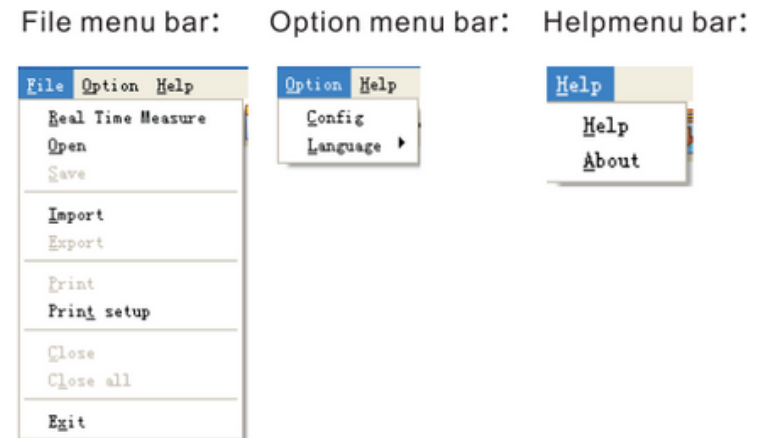 File menu bar:
Option menu bar:
Helpmenu bar:
File Option Help
Real Time Measure
Open
Save
Import
Export
Print
Print setup
Close
Close all
Exit
Option Help
Config
Language
Help
Help
About